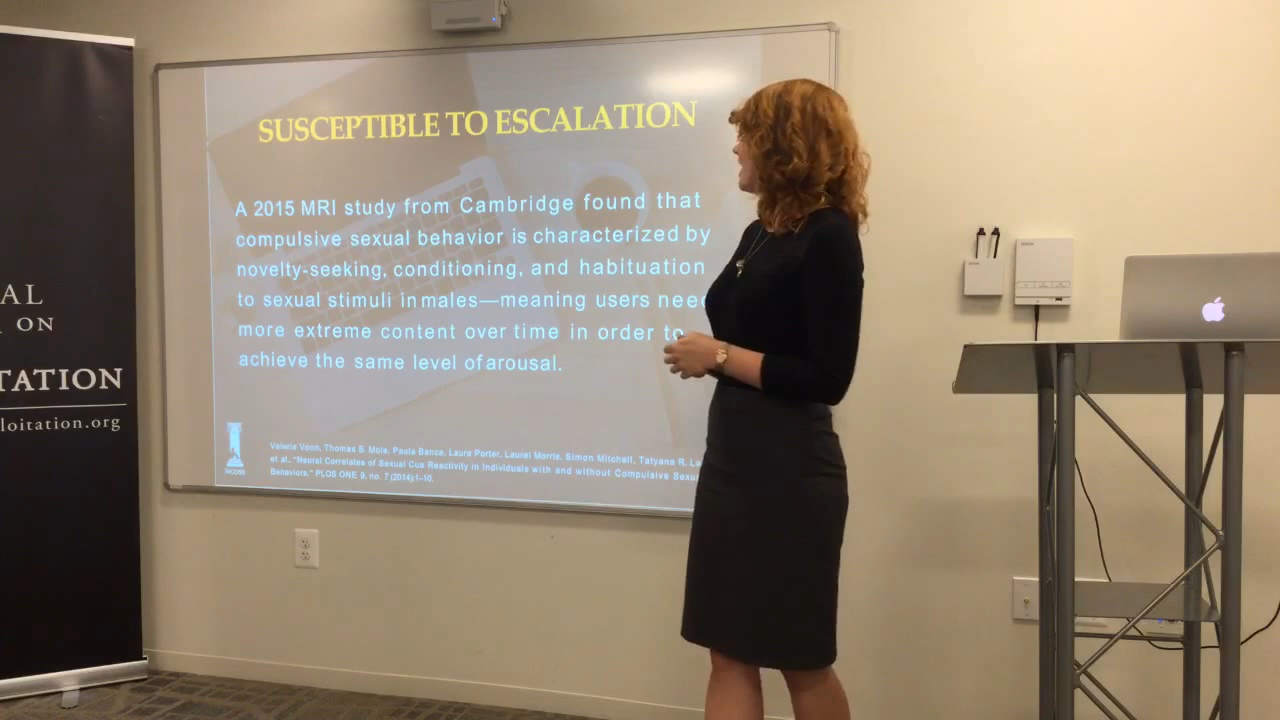 SUSCEPTIBLE TO ESCALATION
A 2015 MRI study from Cambridge found that
compulsive sexual behavior is characterized by
novelty-seeking, conditioning, and habituation
to sexual stimuli in males—meaning users
more extreme content over time in order to
achieve the same level of arousal.
Valerie Voon, Thomas B. Mole, Paula Banca, Laura Porter, Laurel Morris, Simon Mitchell, Tatyana R.
et al., "Neural Correlates of Sexual Cue Reactivity in Individuals with and without Compulsive
Behaviors," PLOS ONE 9, no. 7 (2014):1–10.
NCOSE
AL
ON
TATION
loitation.org
EPSON